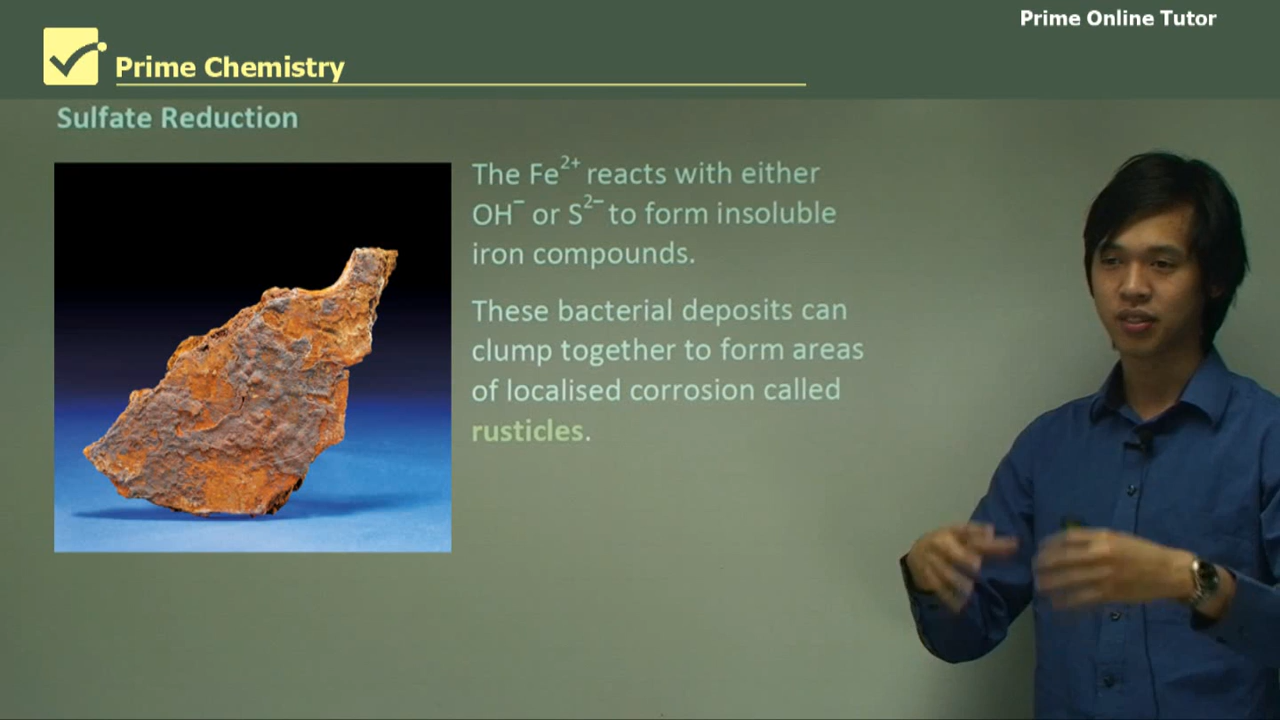 Prime Online Tutor
Prime Chemistry
Sulfate Reduction
The Fe²⁺ reacts with either
OH⁻ or S²⁻ to form insoluble
iron compounds.
These bacterial deposits can
clump together to form areas
of localised corrosion called
rusticles.